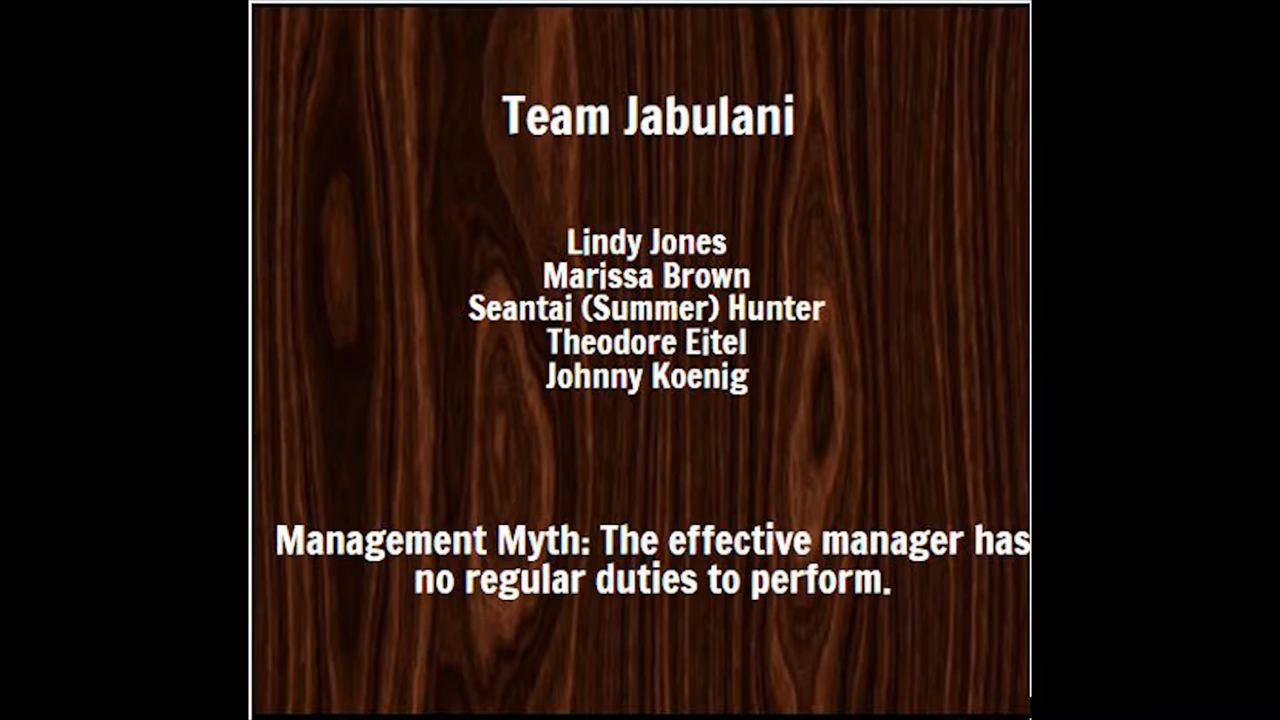 Team Jabulani
Lindy Jones
Marissa Brown
Seantai (Summer) Hunter
Theodore Eitel
Johnny Koenig
Management Myth: The effective manager has
no regular duties to perform.